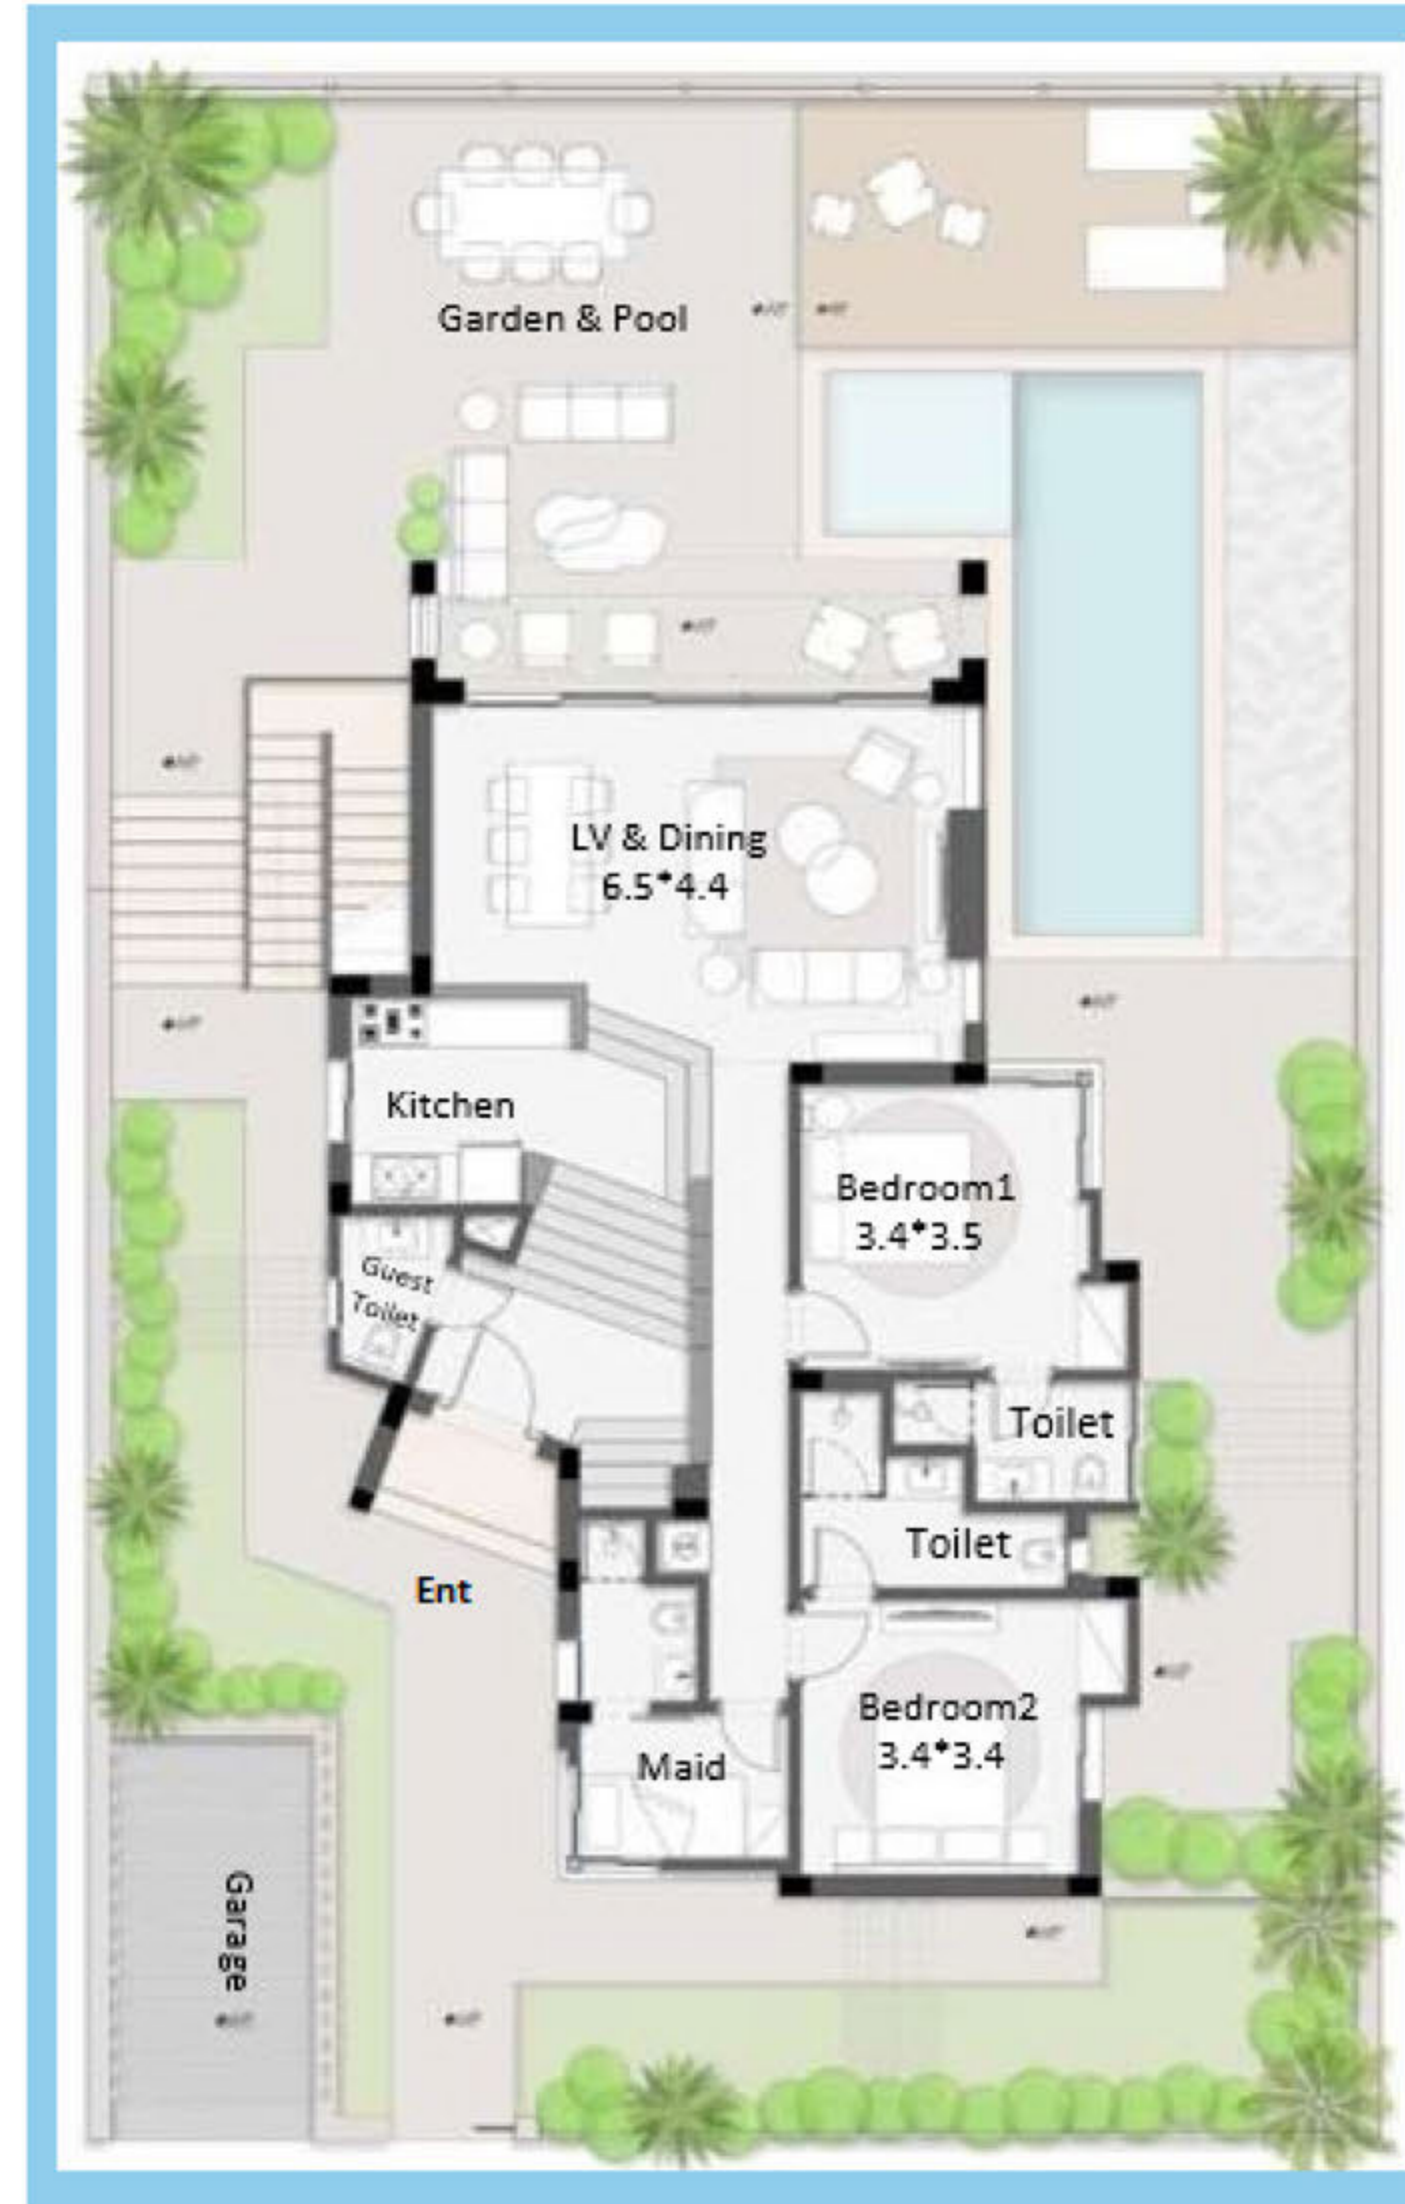 Garden & Pool
LV & Dining
6.5*4.4
Kitchen
Bedroom1
3.4*3.5
Guest
Toilet
Toilet
Toilet
Ent
Bedroom2
3.4*3.4
Maid
Garage